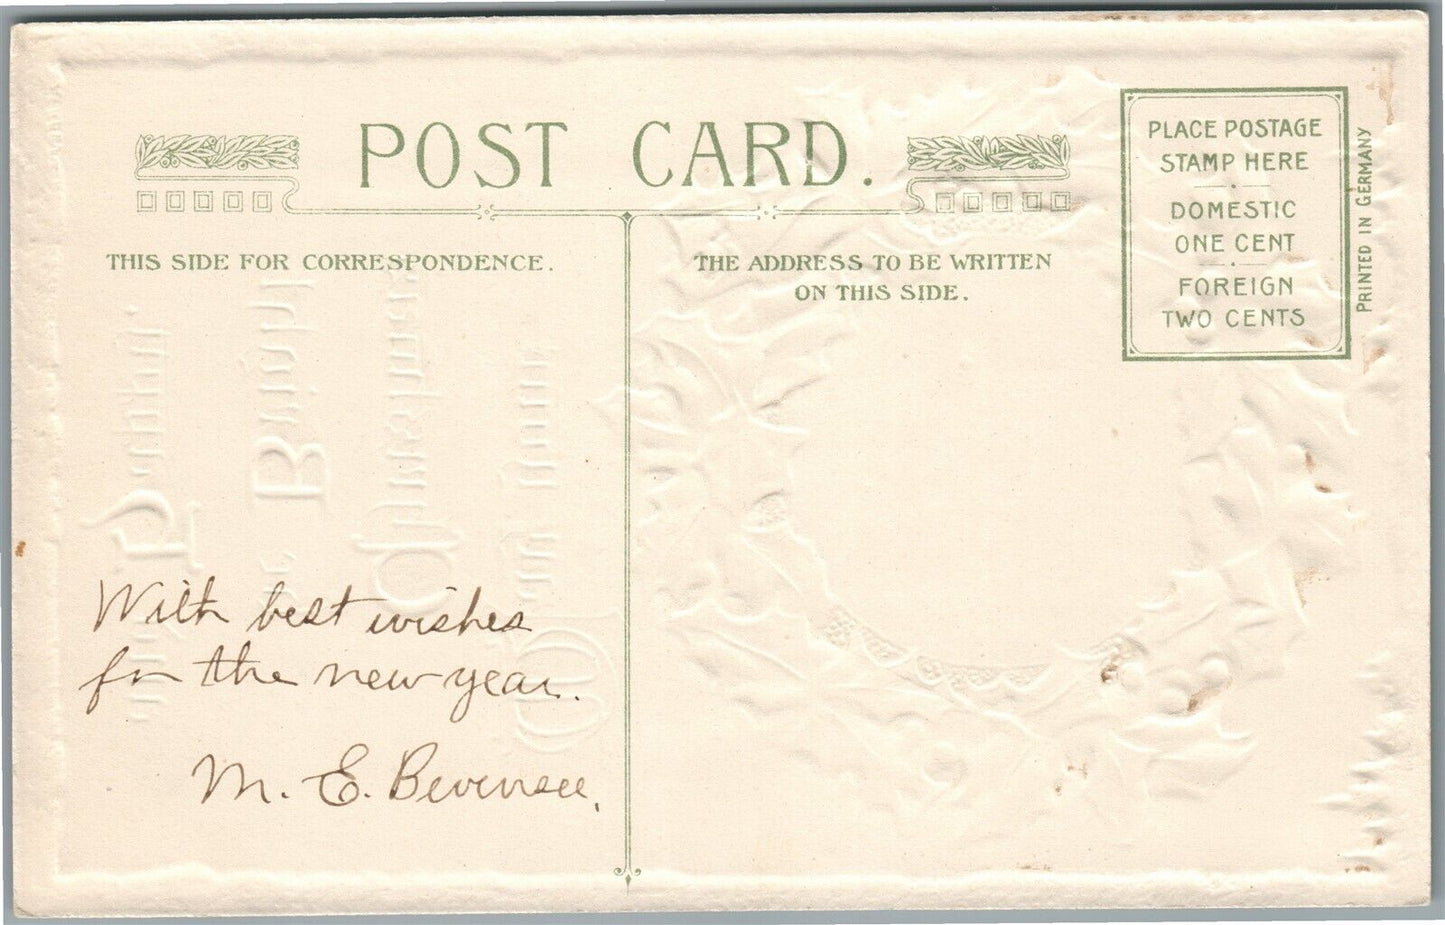 POST CARD.
THIS SIDE FOR CORRESPONDENCE.
THE ADDRESS TO BE WRITTEN
ON THIS SIDE.
PLACE POSTAGE
STAMP HERE
DOMESTIC
ONE CENT
FOREIGN
TWO CENTS
PRINTED IN GERMANY
With best wishes
for the new year.
M. E.